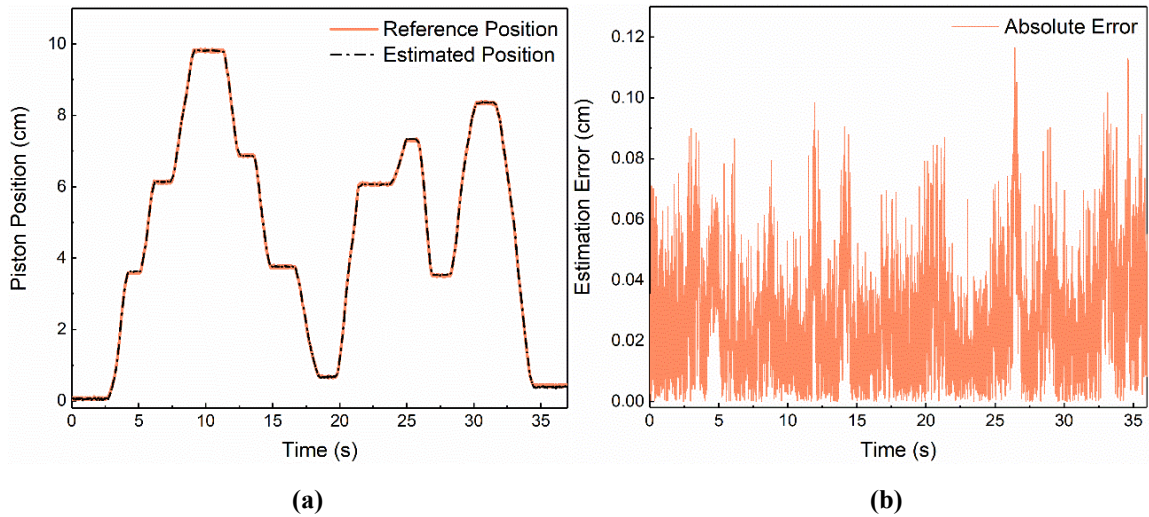 Reference Position
Estimated Position
Piston Position (cm)
10
8
6
4
2
0
0 5 10 15 20 25 30 35
Time (s)
(a)
Absolute Error
Estimation Error (cm)
0.12
0.10
0.08
0.06
0.04
0.02
0.00
0 5 10 15 20 25 30 35
Time (s)
(b)